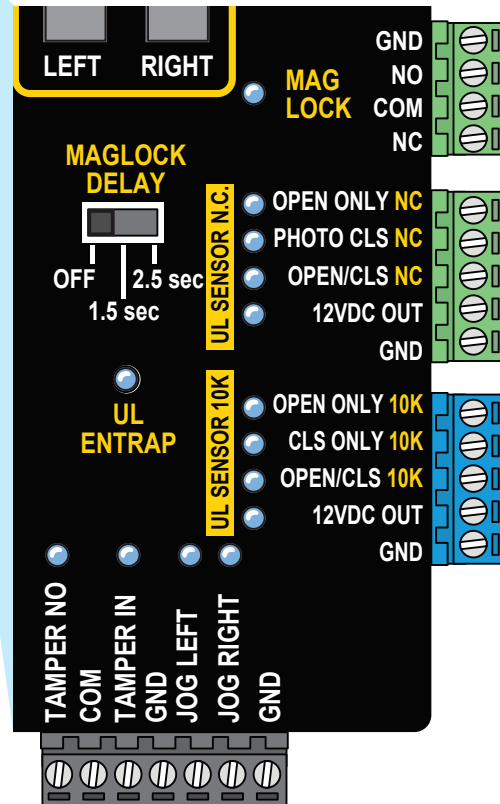 LEFT RIGHT
MAG
LOCK
GND
NO
COM
NC
MAGLOCK
DELAY
OFF
1.5 sec
2.5 sec
UL SENSOR N.C.
OPEN ONLY NC
PHOTO CLS NC
OPEN/CLS NC
12VDC OUT
GND
UL
ENTRAP
UL SENSOR 10K
OPEN ONLY 10K
CLS ONLY 10K
OPEN/CLS 10K
12VDC OUT
GND
TAMPER NO
COM
TAMPER IN
GND
JOG LEFT
JOG RIGHT
GND